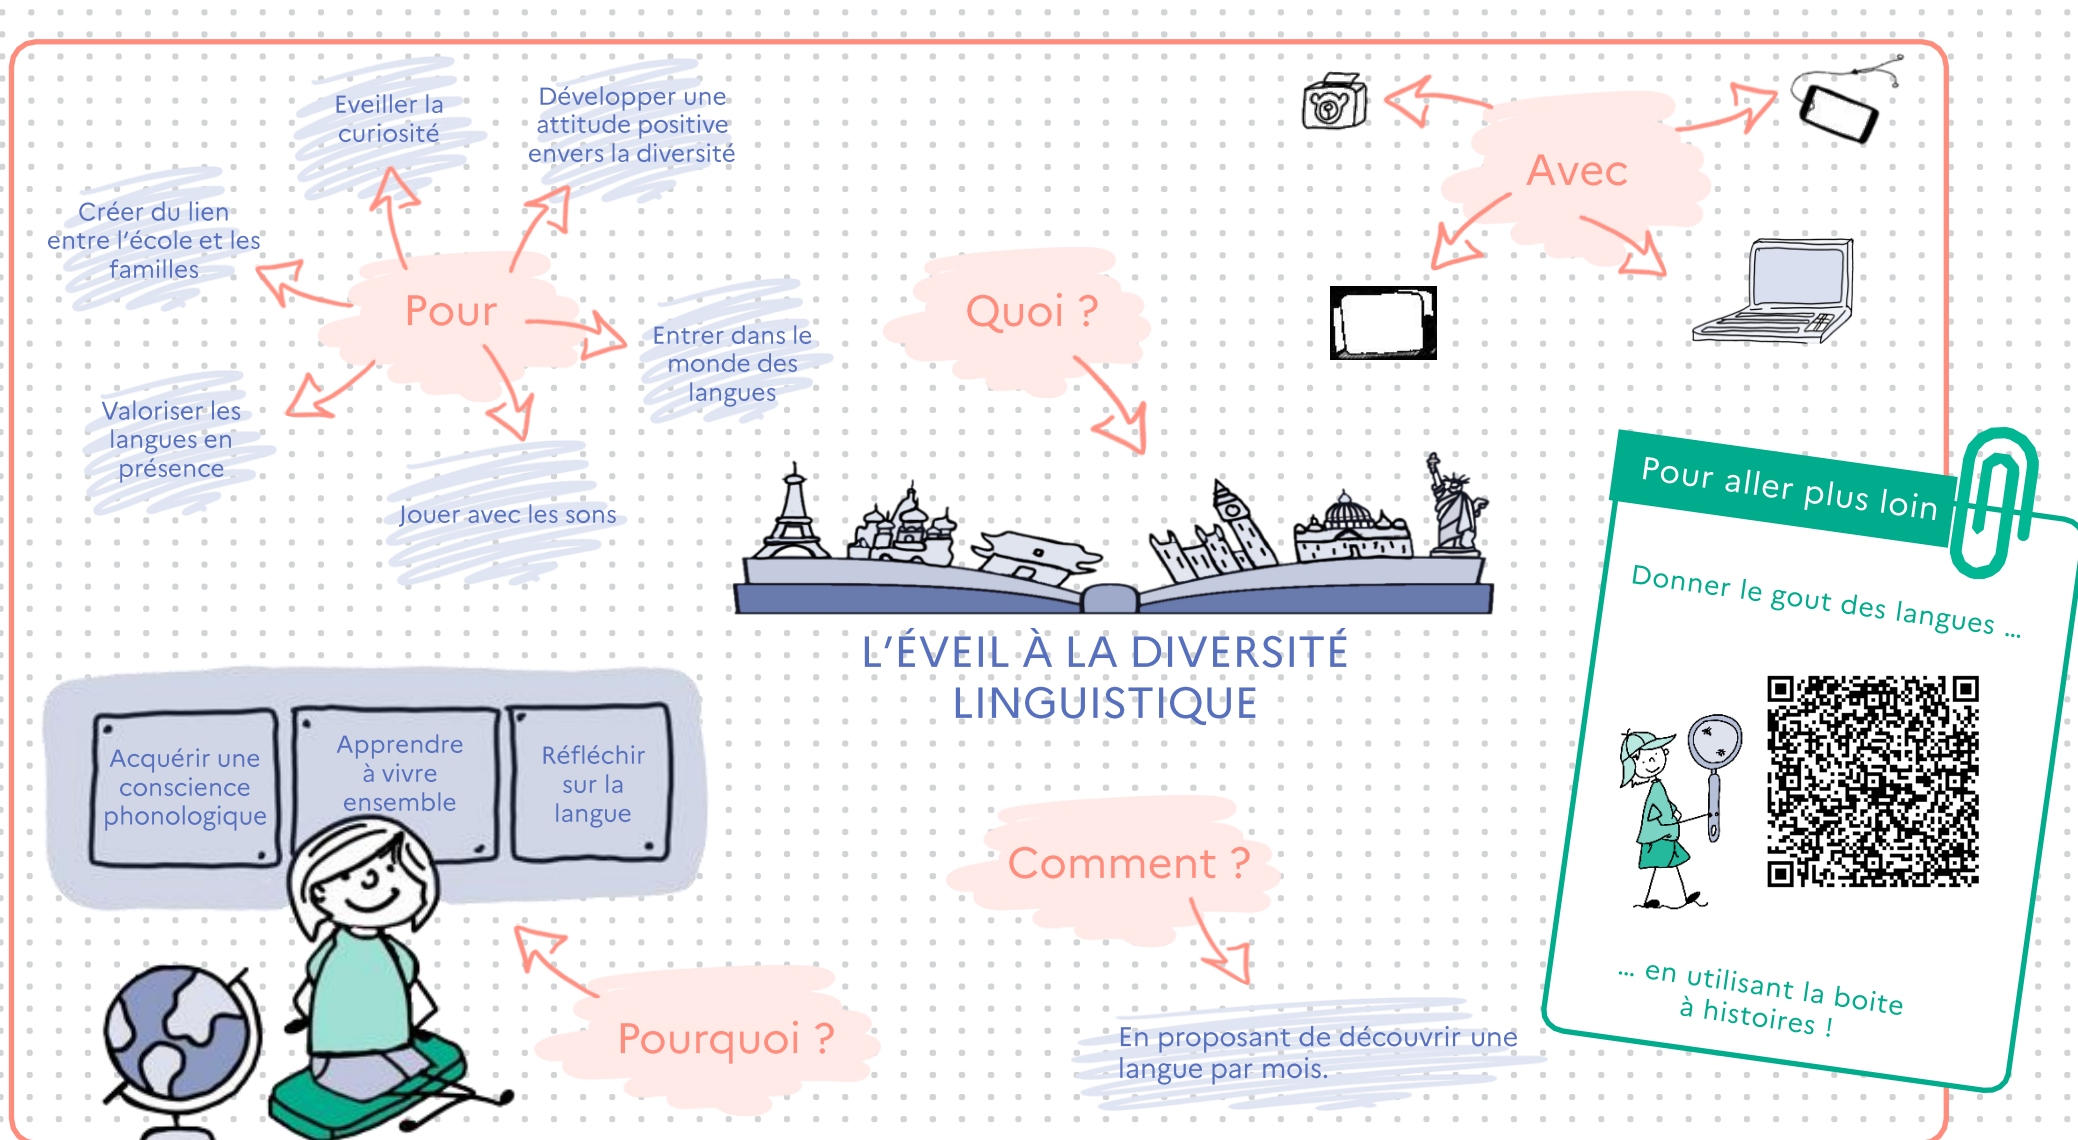 Eveiller la
curiosité
Développer une
attitude positive
envers la diversité
Créer du lien
entre l'école et les
familles
Pour
Entrer dans le
monde des
langues
Valoriser les
langues en
présence
Jouer avec les sons
Quoi ?
Avec
L'ÉVEIL À LA DIVERSITÉ
LINGUISTIQUE
Acquérir une
conscience
phonologique
Apprendre
à vivre
ensemble
Réfléchir
sur la
langue
Pourquoi ?
Comment ?
En proposant de découvrir une
langue par mois.
Pour aller plus loin
Donner le gout des langues ...
... en utilisant la boite
à histoires !